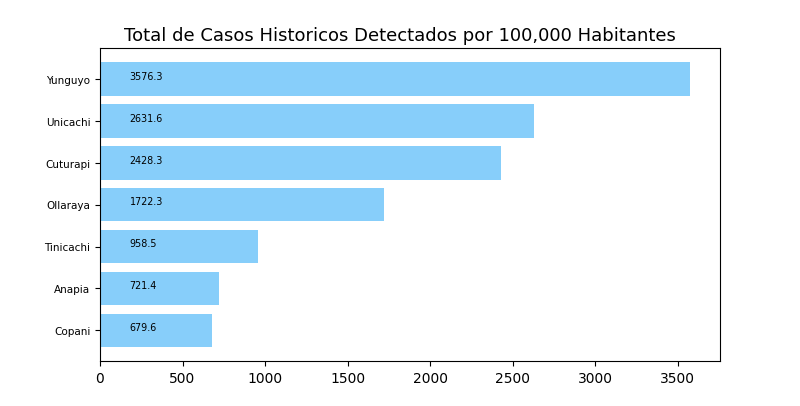 Total de Casos Historicos Detectados por 100,000 Habitantes
Yunguyo 3576.3
Unicachi 2631.6
Cuturapi 2428.3
Ollaraya 1722.3
Tinicachi 958.5
Anapia 721.4
Copani 679.6
0 500 1000 1500 2000 2500 3000 3500